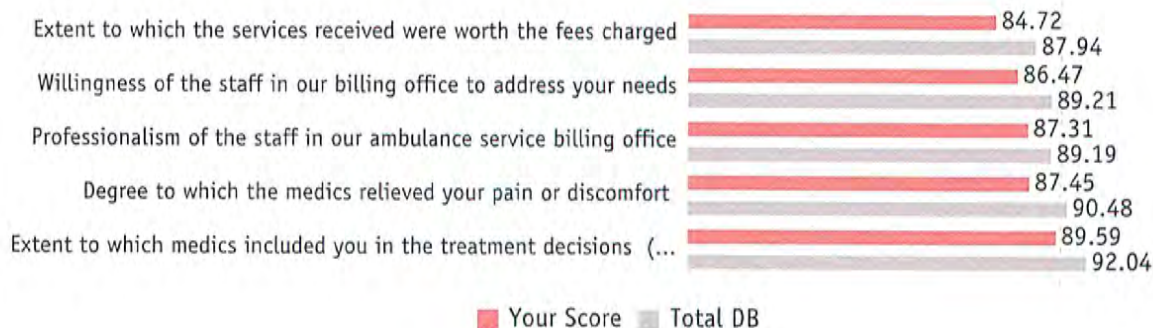 Extent to which the services received were worth the fees charged 84.72
87.94
Willingness of the staff in our billing office to address your needs 86.47
89.21
Professionalism of the staff in our ambulance service billing office 87.31
89.19
Degree to which the medics relieved your pain or discomfort 87.45
90.48
Extent to which medics included you in the treatment decisions (... 89.59
92.04
Your Score Total DB